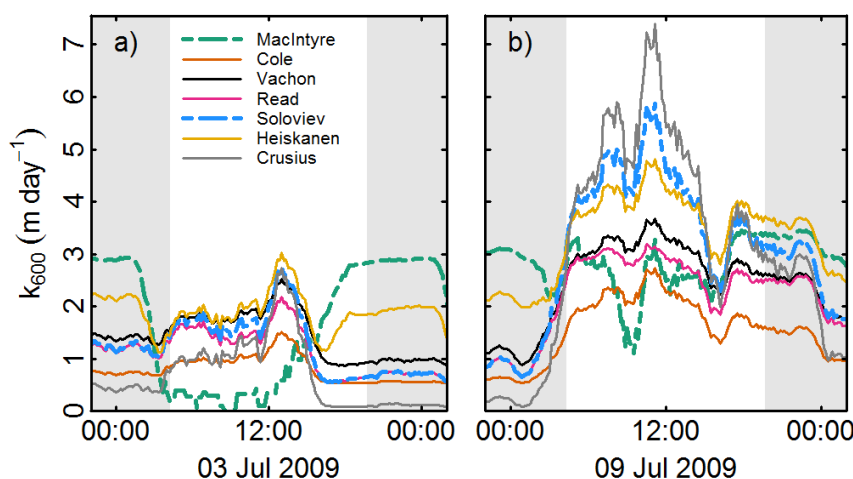 a)
MacIntyre
Cole
Vachon
Read
Soloviev
Heiskanen
Crusius
b)
k600 (m day−1)
7
6
5
4
3
2
1
0
00:00 12:00 00:00
00:00 12:00 00:00
03 Jul 2009
09 Jul 2009